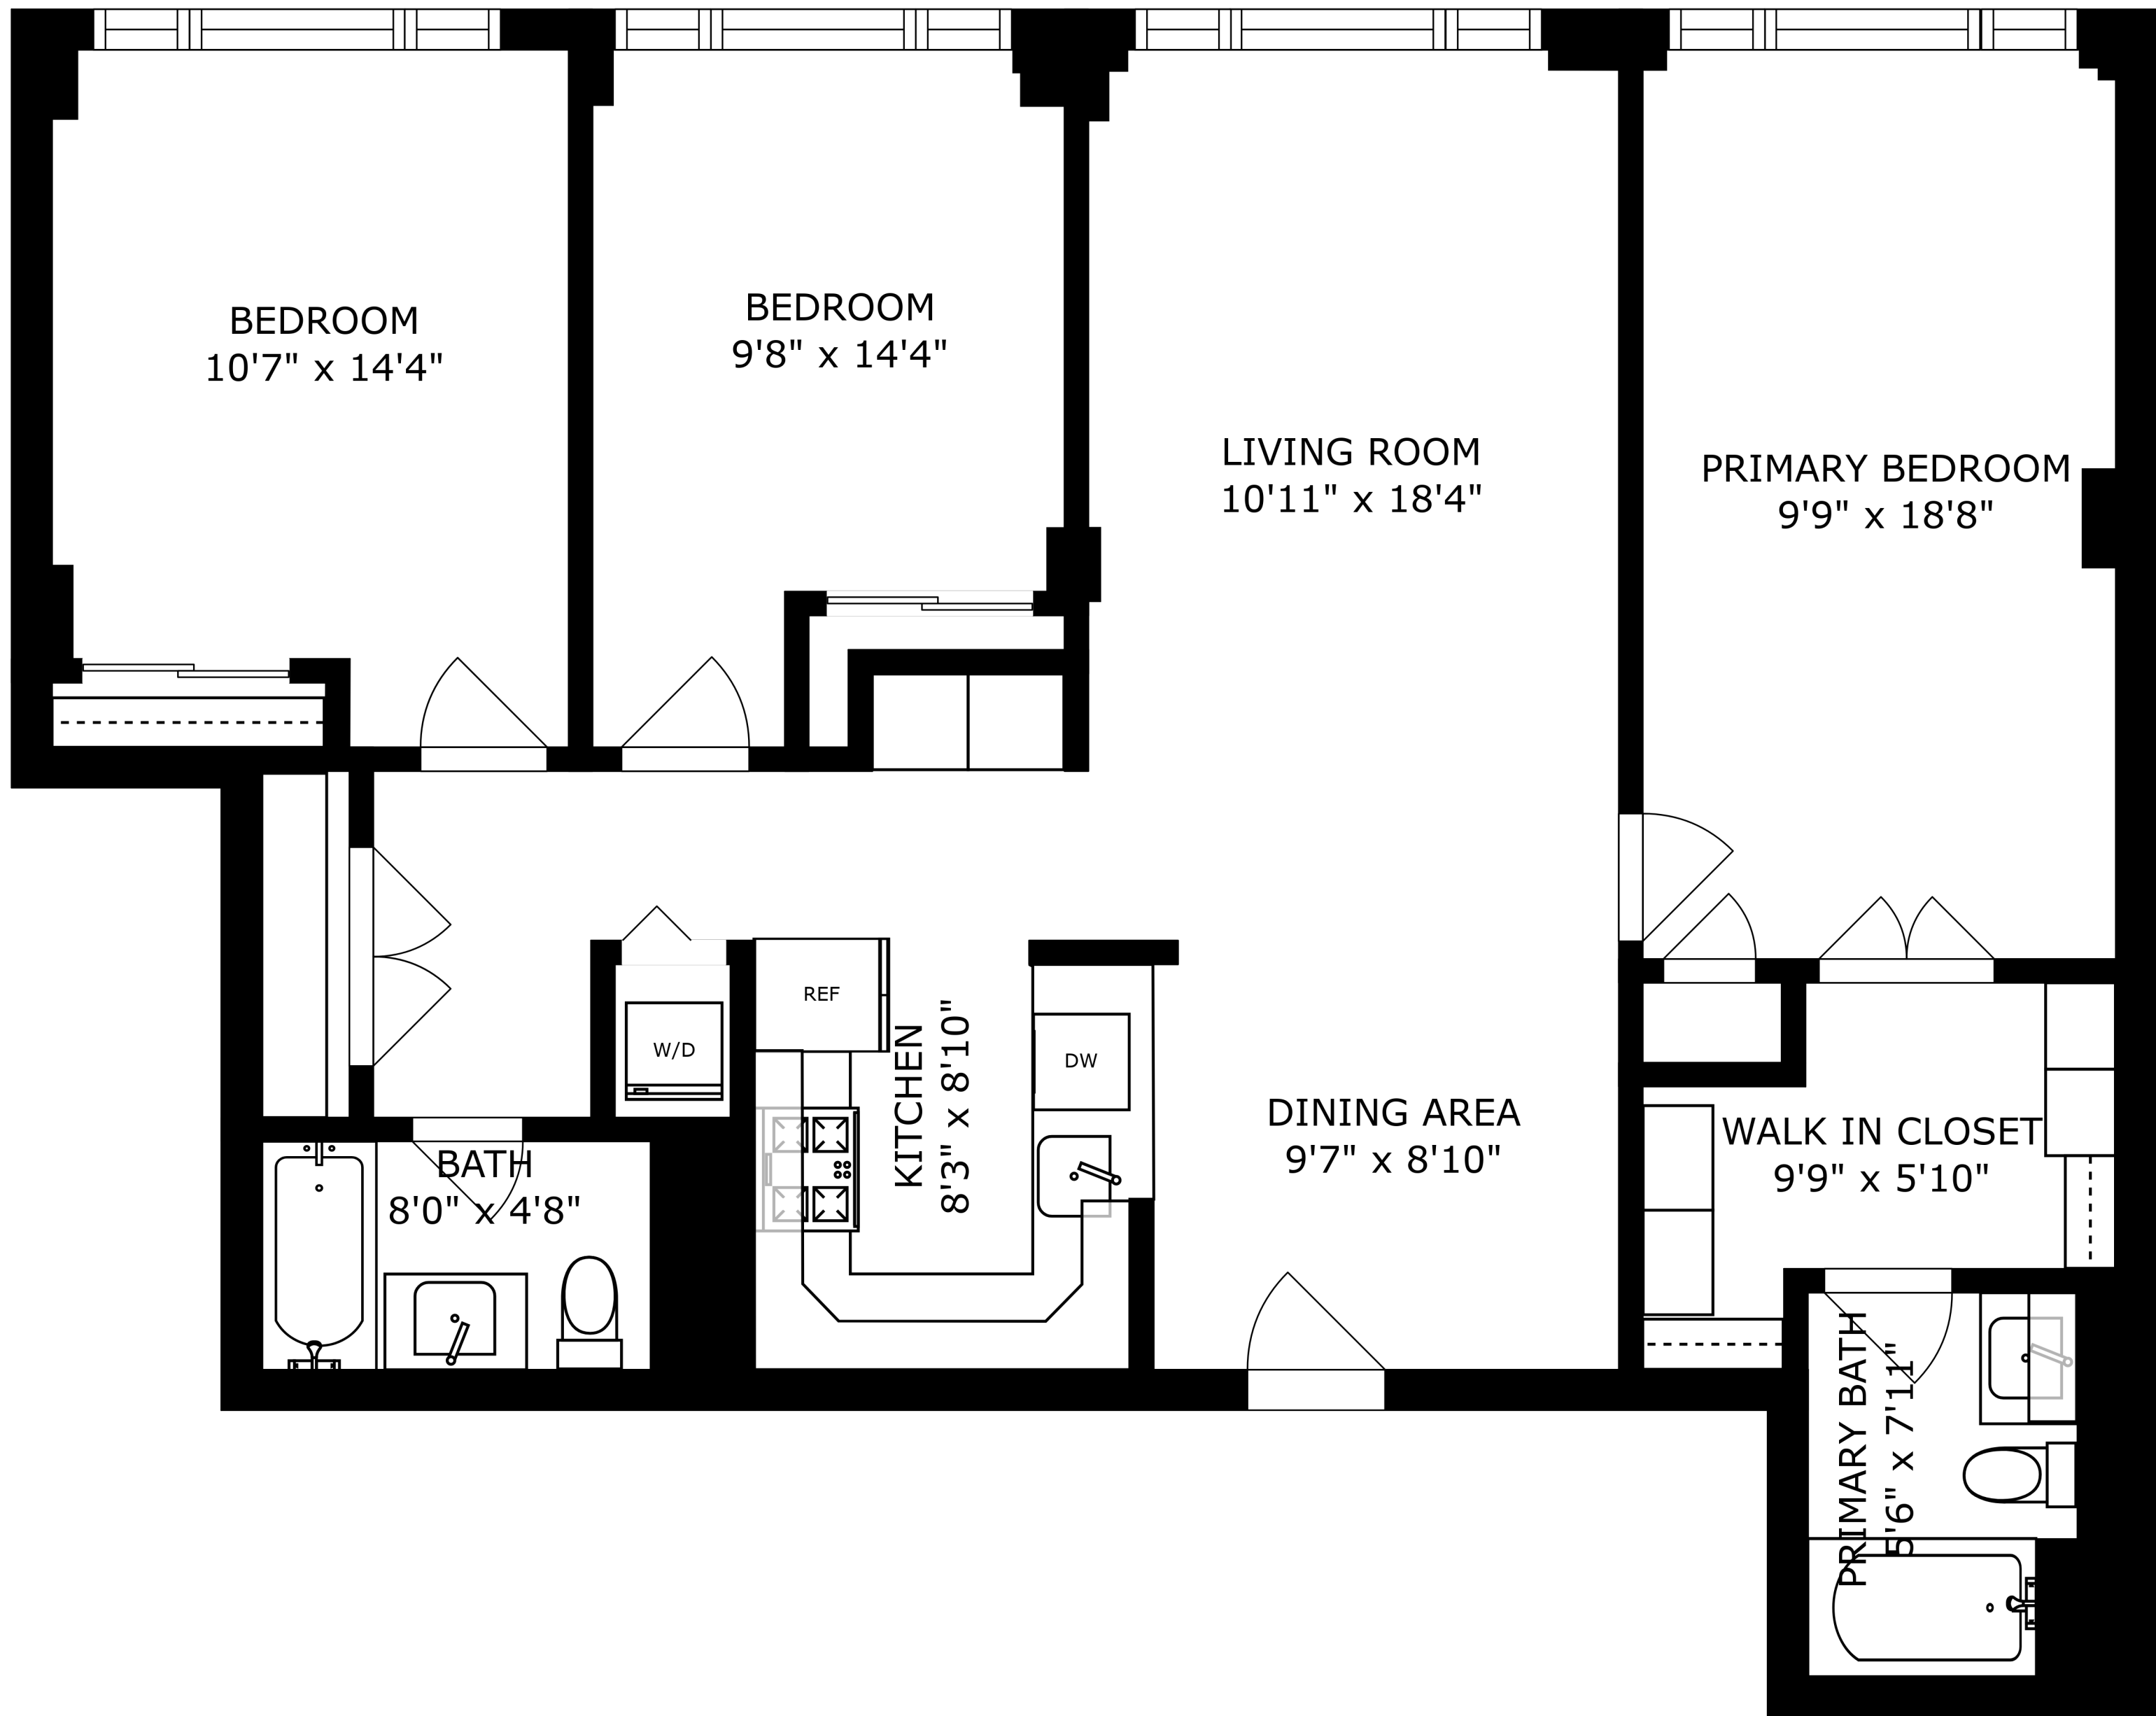 BEDROOM
10'7" x 14'4"
BEDROOM
9'8" x 14'4"
LIVING ROOM
10'11" x 18'4"
PRIMARY BEDROOM
9'9" x 18'8"
REF
W/D
KITCHEN
8'3" x 8'10"
DW
DINING AREA
9'7" x 8'10"
WALK IN CLOSET
9'9" x 5'10"
BATH
8'0" x 4'8"
PRIMARY BATH
5'6" x 7'11"